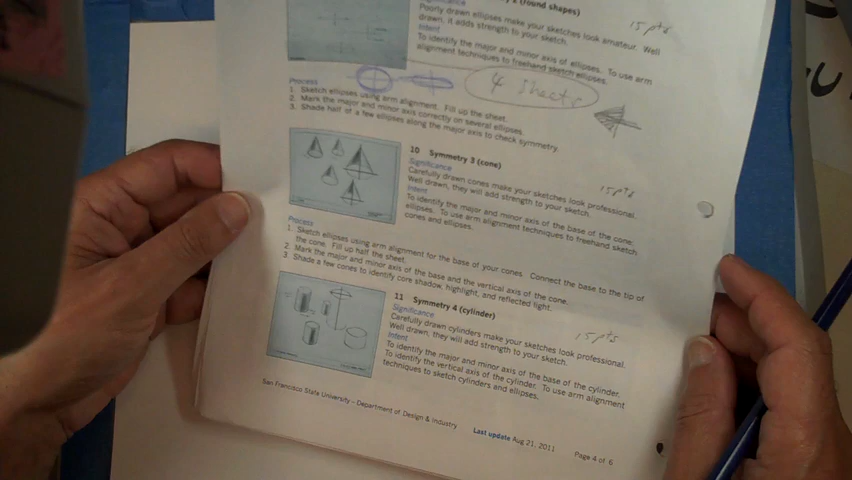 (round shapes)
Poorly drawn ellipses make your sketches look amateur. Well
drawn, it adds strength to your sketch.
Intent
To identify the major and minor axis of ellipses. To use arm
alignment techniques to freehand sketch ellipses.
15 pts
Process
1. Sketch ellipses using arm alignment. Fill up the sheet.
2. Mark the major and minor axis correctly on several ellipses.
3. Shade half of a few ellipses along the major axis to check symmetry.
4 sheets
10 Symmetry 3 (cone)
Significance
Carefully drawn cones make your sketches look professional.
Well drawn, they will add strength to your sketch.
Intent
To identify the major and minor axis of the base of the cone;
ellipses. To use arm alignment techniques to freehand sketch
cones and ellipses.
15 pts
Process
1. Sketch ellipses using arm alignment for the base of your cones. Connect the base to the tip of
the cone. Fill up half the sheet.
2. Mark the major and minor axis of the base and the vertical axis of the cone.
3. Shade a few cones to identify core shadow, highlight, and reflected light.
11 Symmetry 4 (cylinder)
Significance
Carefully drawn cylinders make your sketches look professional.
Well drawn, they will add strength to your sketch.
Intent
To identify the major and minor axis of the base of the cylinder.
To identify the vertical axis of the cylinder. To use arm alignment
techniques to sketch cylinders and ellipses.
15 pts
San Francisco State University – Department of Design & Industry
Last update Aug 21, 2011
Page 4 of 6